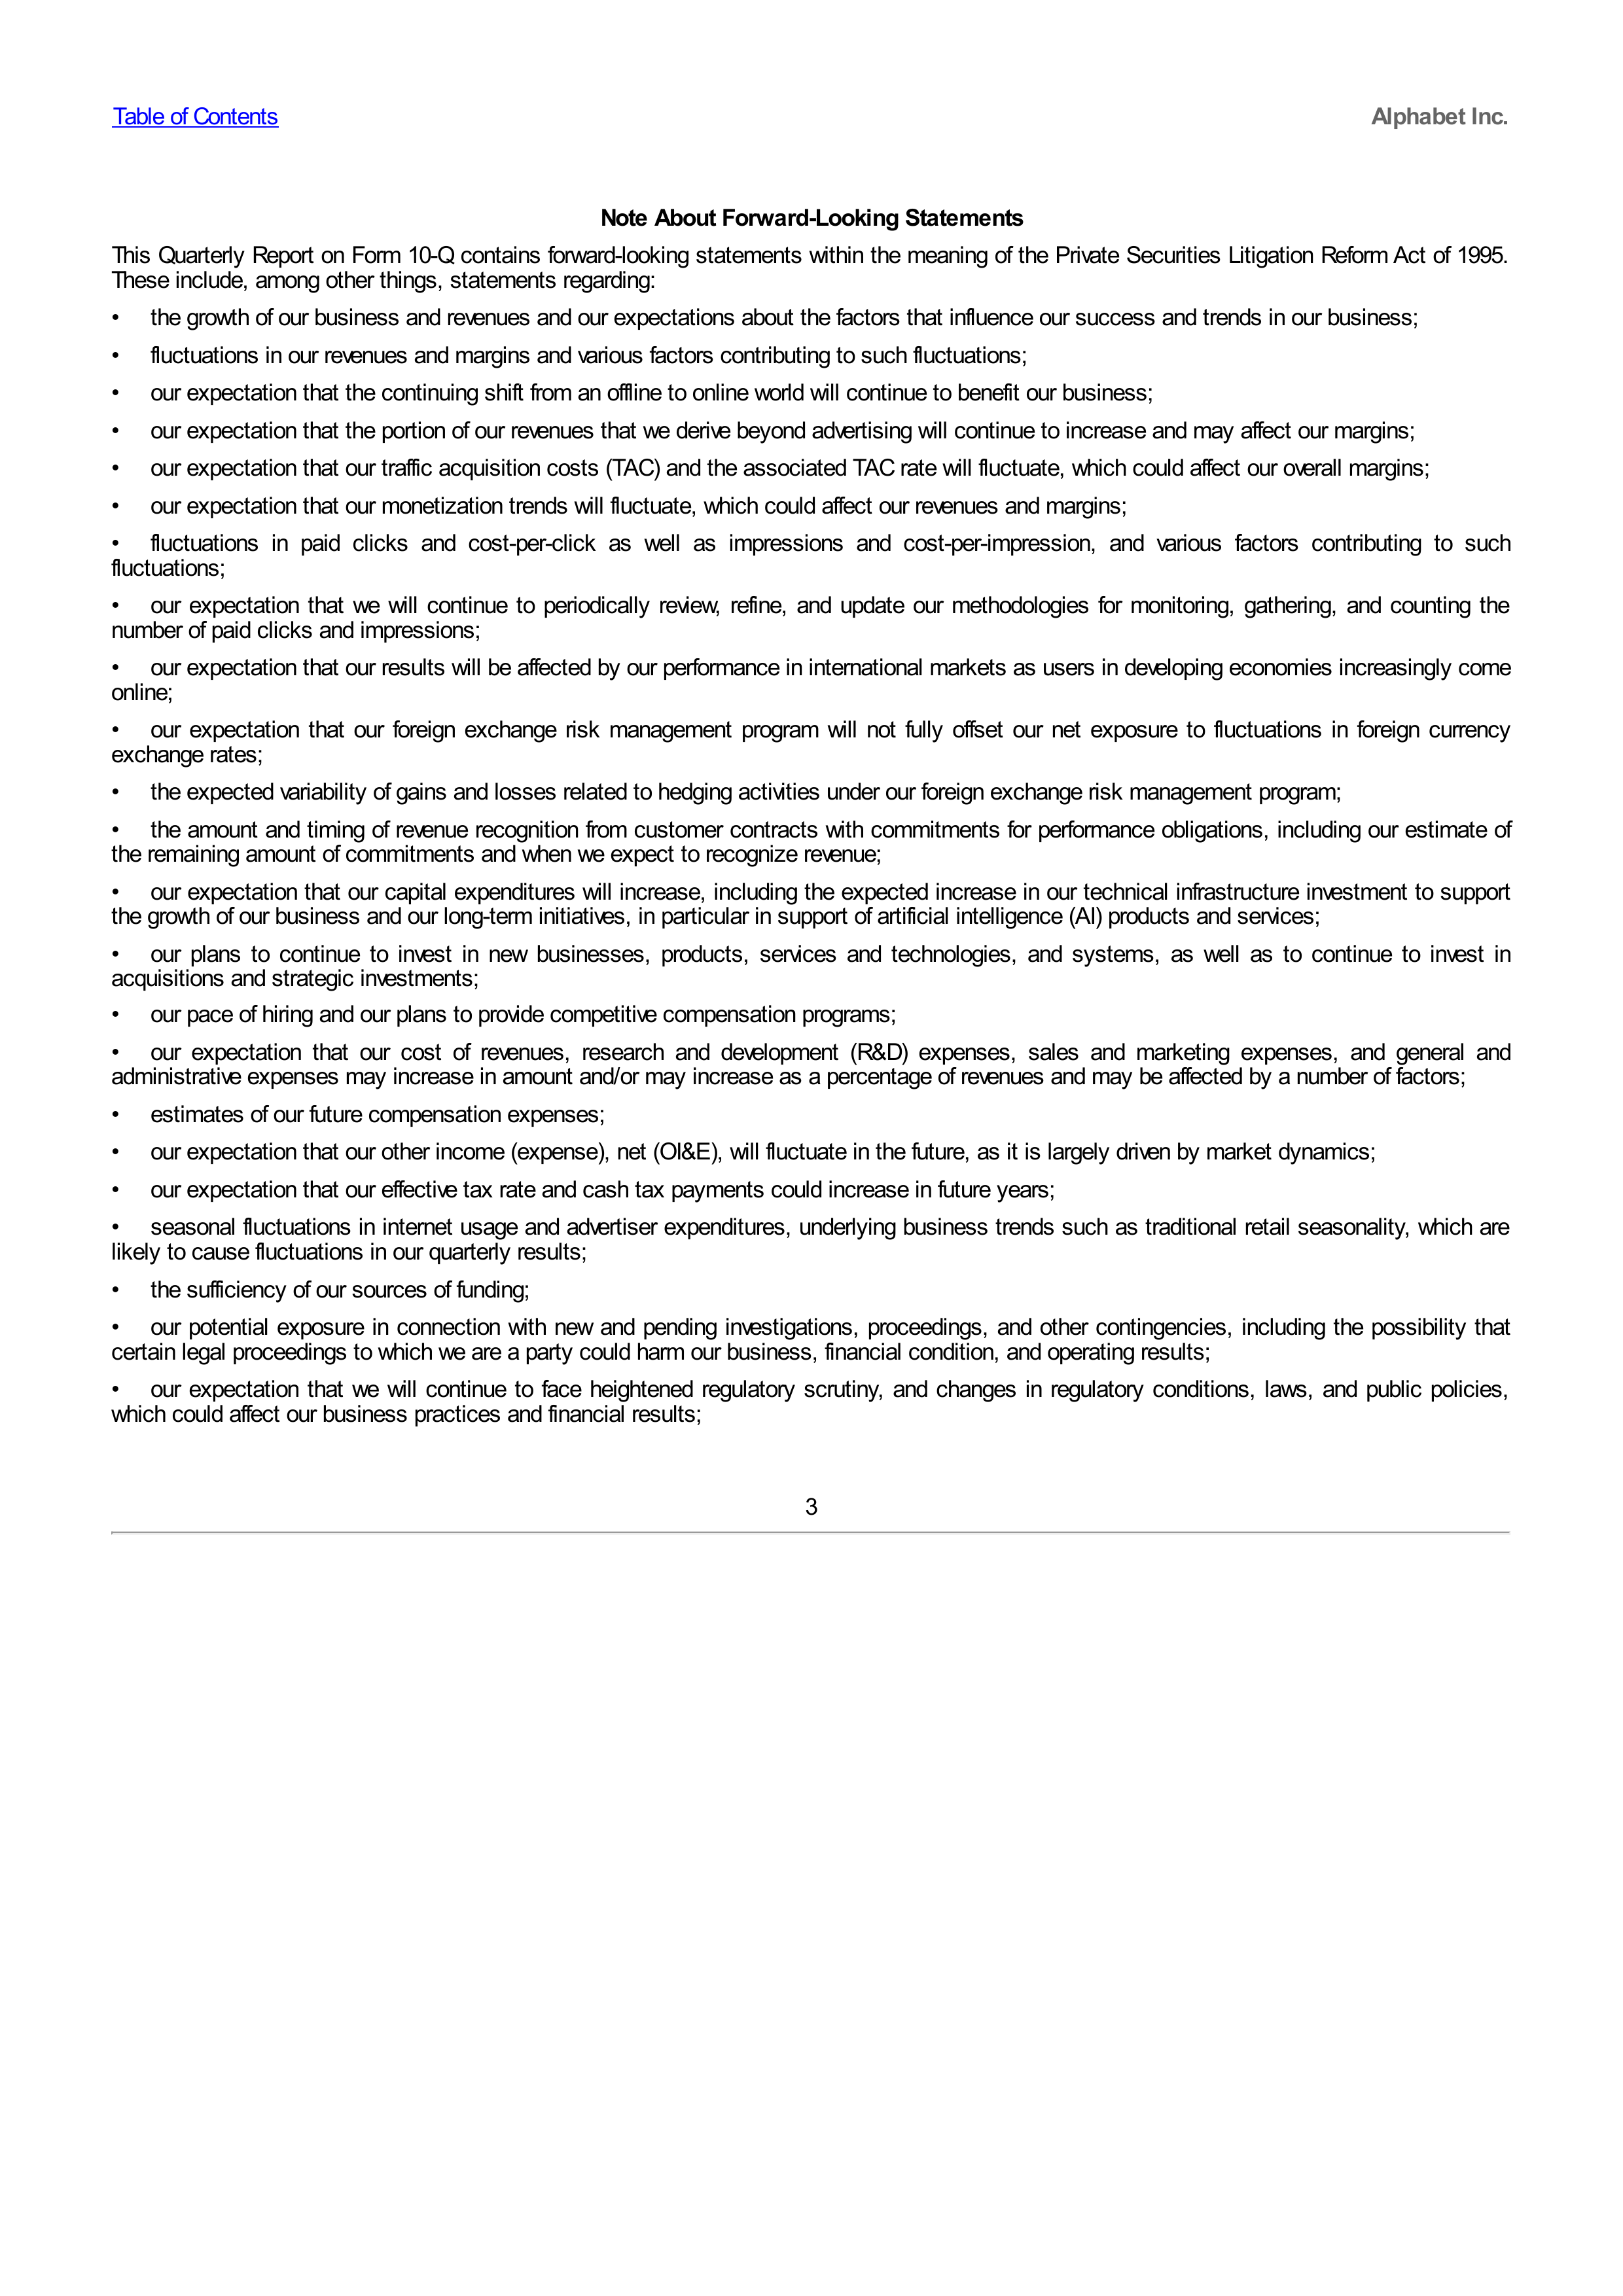 Table of Contents
Alphabet Inc.
Note About Forward-Looking Statements
This Quarterly Report on Form 10-Q contains forward-looking statements within the meaning of the Private Securities Litigation Reform Act of 1995.
These include, among other things, statements regarding:
• the growth of our business and revenues and our expectations about the factors that influence our success and trends in our business;
• fluctuations in our revenues and margins and various factors contributing to such fluctuations;
• our expectation that the continuing shift from an offline to online world will continue to benefit our business;
• our expectation that the portion of our revenues that we derive beyond advertising will continue to increase and may affect our margins;
• our expectation that our traffic acquisition costs (TAC) and the associated TAC rate will fluctuate, which could affect our overall margins;
• our expectation that our monetization trends will fluctuate, which could affect our revenues and margins;
• fluctuations in paid clicks and cost-per-click as well as impressions and cost-per-impression, and various factors contributing to such
fluctuations;
• our expectation that we will continue to periodically review, refine, and update our methodologies for monitoring, gathering, and counting the
number of paid clicks and impressions;
• our expectation that our results will be affected by our performance in international markets as users in developing economies increasingly come
online;
• our expectation that our foreign exchange risk management program will not fully offset our net exposure to fluctuations in foreign currency
exchange rates;
• the expected variability of gains and losses related to hedging activities under our foreign exchange risk management program;
• the amount and timing of revenue recognition from customer contracts with commitments for performance obligations, including our estimate of
the remaining amount of commitments and when we expect to recognize revenue;
• our expectation that our capital expenditures will increase, including the expected increase in our technical infrastructure investment to support
the growth of our business and our long-term initiatives, in particular in support of artificial intelligence (AI) products and services;
• our plans to continue to invest in new businesses, products, services and technologies, and systems, as well as to continue to invest in
acquisitions and strategic investments;
• our pace of hiring and our plans to provide competitive compensation programs;
• our expectation that our cost of revenues, research and development (R&D) expenses, sales and marketing expenses, and general and
administrative expenses may increase in amount and/or may increase as a percentage of revenues and may be affected by a number of factors;
• estimates of our future compensation expenses;
• our expectation that our other income (expense), net (OI&E), will fluctuate in the future, as it is largely driven by market dynamics;
• our expectation that our effective tax rate and cash tax payments could increase in future years;
• seasonal fluctuations in internet usage and advertiser expenditures, underlying business trends such as traditional retail seasonality, which are
likely to cause fluctuations in our quarterly results;
• the sufficiency of our sources of funding;
• our potential exposure in connection with new and pending investigations, proceedings, and other contingencies, including the possibility that
certain legal proceedings to which we are a party could harm our business, financial condition, and operating results;
• our expectation that we will continue to face heightened regulatory scrutiny, and changes in regulatory conditions, laws, and public policies,
which could affect our business practices and financial results;
3